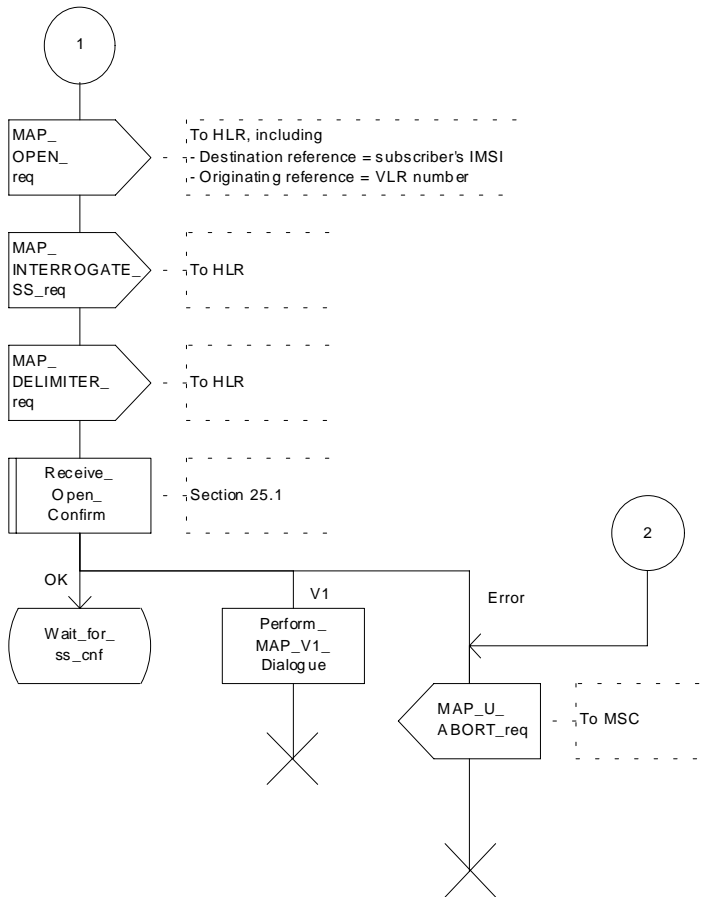 1
MAP_
OPEN_
req
To HLR, including
- Destination reference = subscriber's IMSI
- Originating reference = VLR number
MAP_
INTERROGATE_
SS_req
To HLR
MAP_
DELIMITER_
req
To HLR
Receive_
Open_
Confirm
Section 25.1
2
OK
V1
Error
Wait_for_
ss_cnf
Perform_
MAP_V1_
Dialogue
MAP_U_
ABORT_req
To MSC